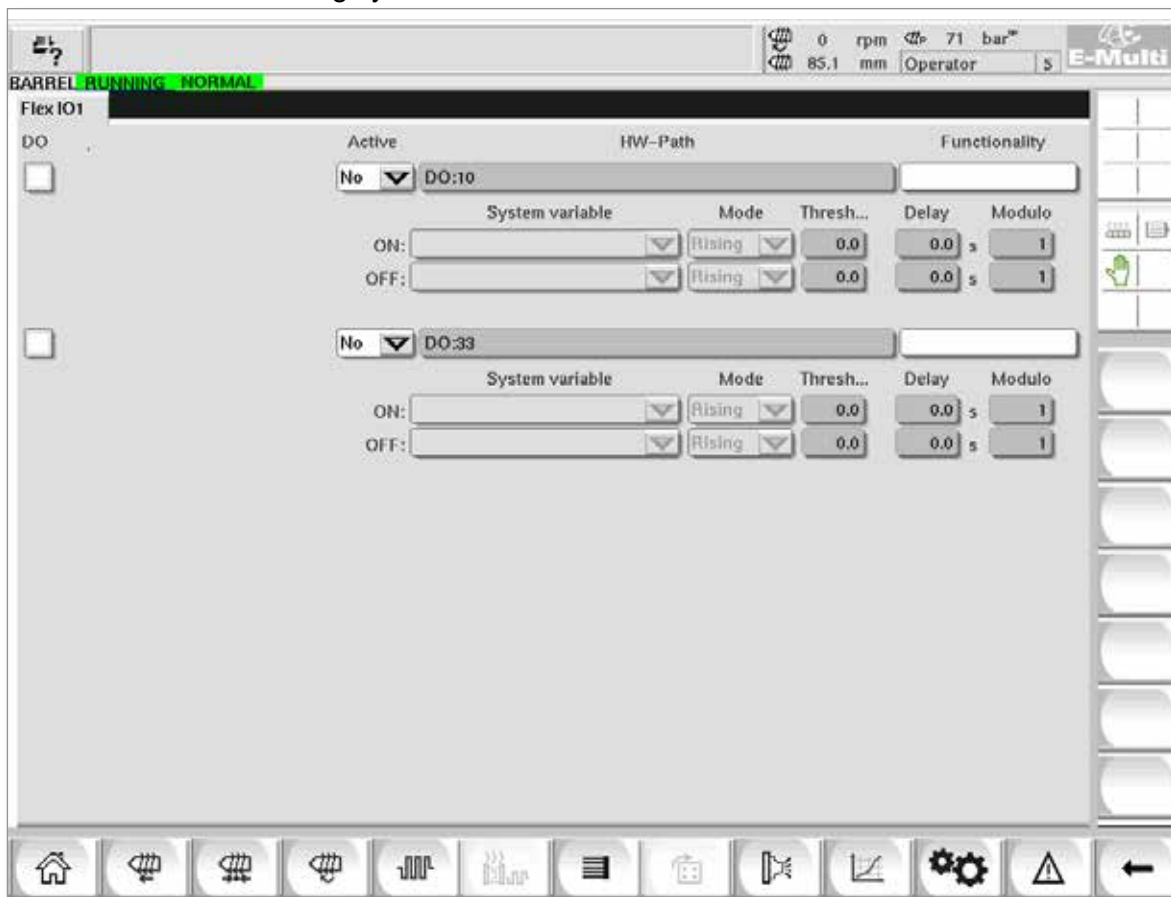 ? 0 rpm 71 bar
85.1 mm Operator S E-Multi
BARREL RUNNING NORMAL
Flex IO1
DO Active HW-Path Functionality
No DO:10
System variable Mode Thresh... Delay Modulo
ON: Rising 0.0 0.0 s 1
OFF: Rising 0.0 0.0 s 1
No DO:33
System variable Mode Thresh... Delay Modulo
ON: Rising 0.0 0.0 s 1
OFF: Rising 0.0 0.0 s 1